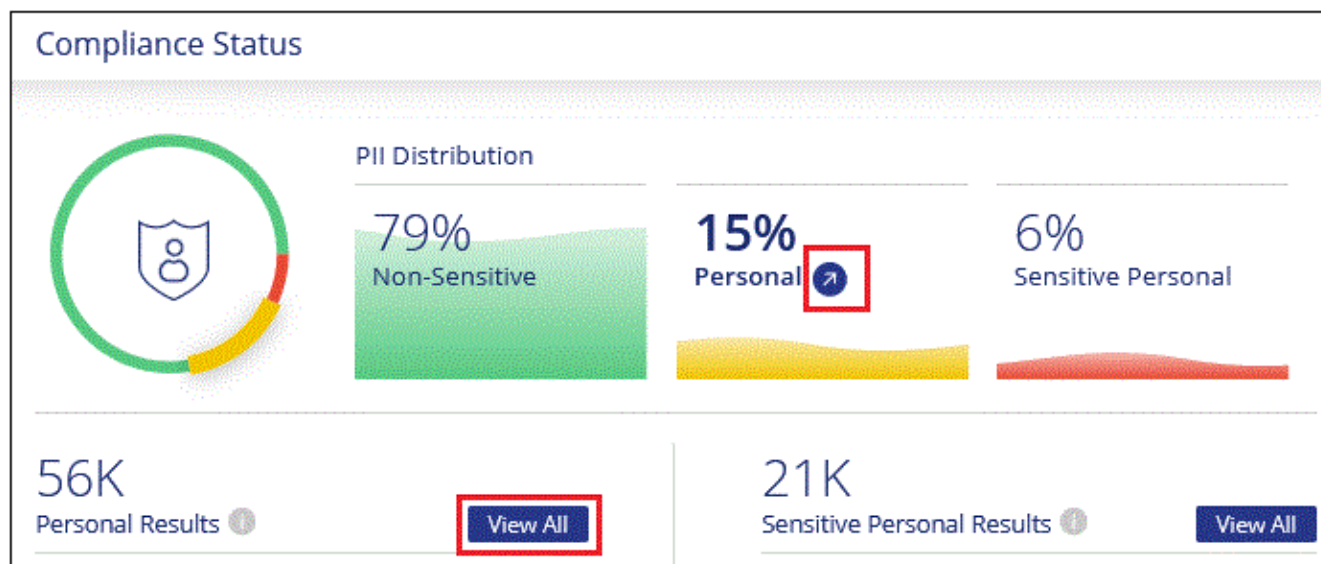 Compliance Status
PII Distribution
79%
Non-Sensitive
15%
Personal
6%
Sensitive Personal
56K
Personal Results
View All
21K
Sensitive Personal Results
View All